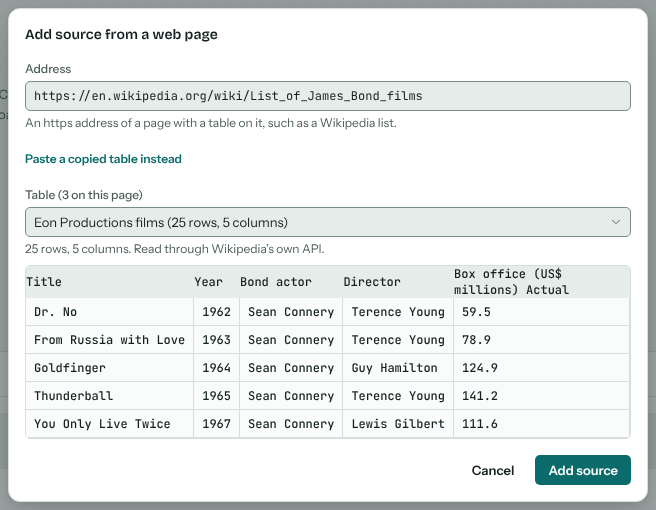 Add source from a web page
Address
https://en.wikipedia.org/wiki/List_of_James_Bond_films
An https address of a page with a table on it, such as a Wikipedia list.
Paste a copied table instead
Table (3 on this page)
Eon Productions films (25 rows, 5 columns)
25 rows, 5 columns. Read through Wikipedia's own API.
Title Year Bond actor Director Box office (US$ millions) Actual
Dr. No 1962 Sean Connery Terence Young 59.5
From Russia with Love 1963 Sean Connery Terence Young 78.9
Goldfinger 1964 Sean Connery Guy Hamilton 124.9
Thunderball 1965 Sean Connery Terence Young 141.2
You Only Live Twice 1967 Sean Connery Lewis Gilbert 111.6
Cancel Add source